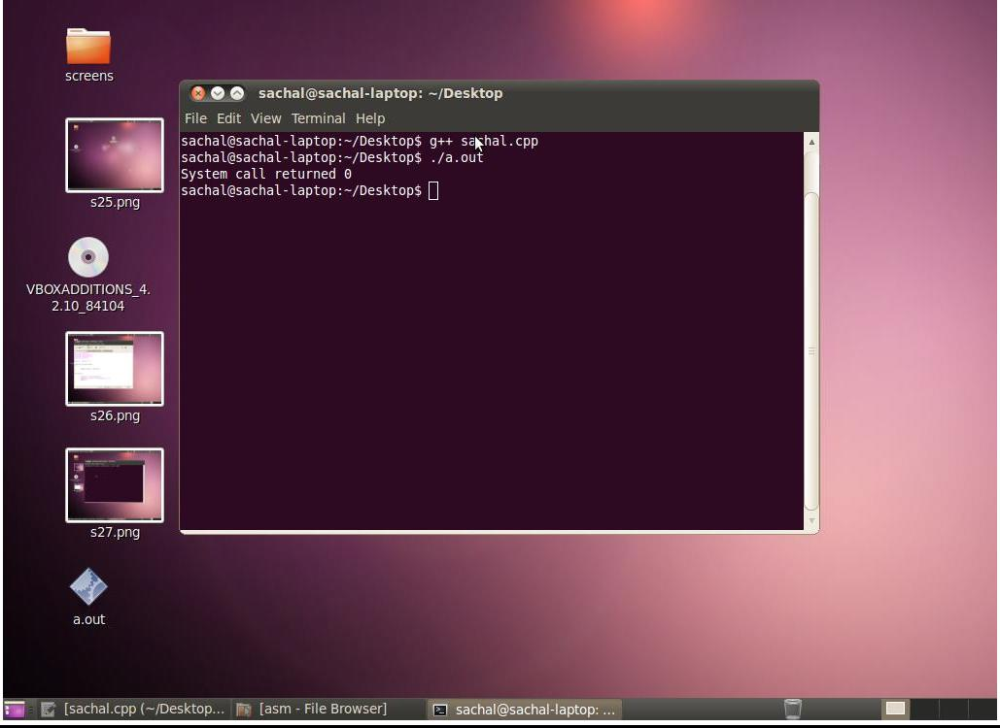 screens
s25.png
VBOXADDITIONS_4.
2.10_84104
s26.png
s27.png
a.out
sachal@sachal-laptop: ~/Desktop
File Edit View Terminal Help
sachal@sachal-laptop:~/Desktop$ g++ sachal.cpp
sachal@sachal-laptop:~/Desktop$ ./a.out
System call returned 0
sachal@sachal-laptop:~/Desktop$
[sachal.cpp (~/Desktop...
[asm - File Browser]
sachal@sachal-laptop: ...